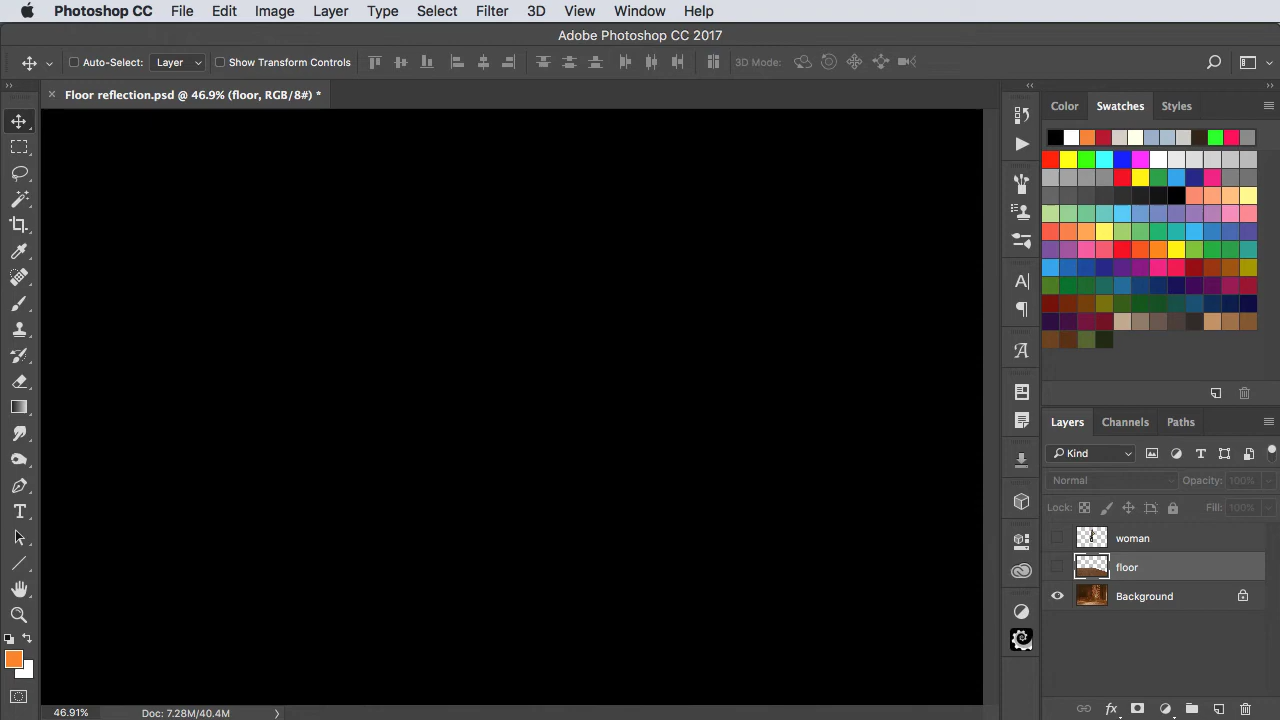 Photoshop CC File Edit Image Layer Type Select Filter 3D View Window Help
Adobe Photoshop CC 2017
Auto-Select: Layer Show Transform Controls 3D Mode:
Floor reflection.psd @ 46.9% (floor, RGB/8#) *
Color Swatches Styles
Layers Channels Paths
Kind
Normal Opacity: 100%
Lock: Fill: 100%
woman
floor
Background
46.91% Doc: 7.28M/40.4M